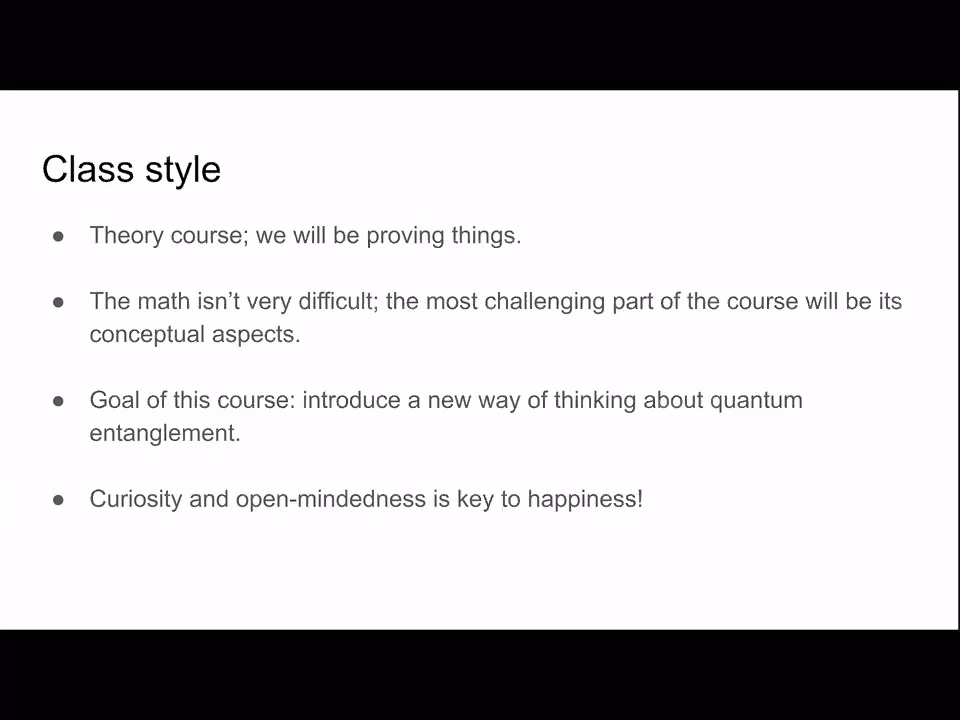 Class style
● Theory course; we will be proving things.
● The math isn’t very difficult; the most challenging part of the course will be its
conceptual aspects.
● Goal of this course: introduce a new way of thinking about quantum
entanglement.
● Curiosity and open-mindedness is key to happiness!